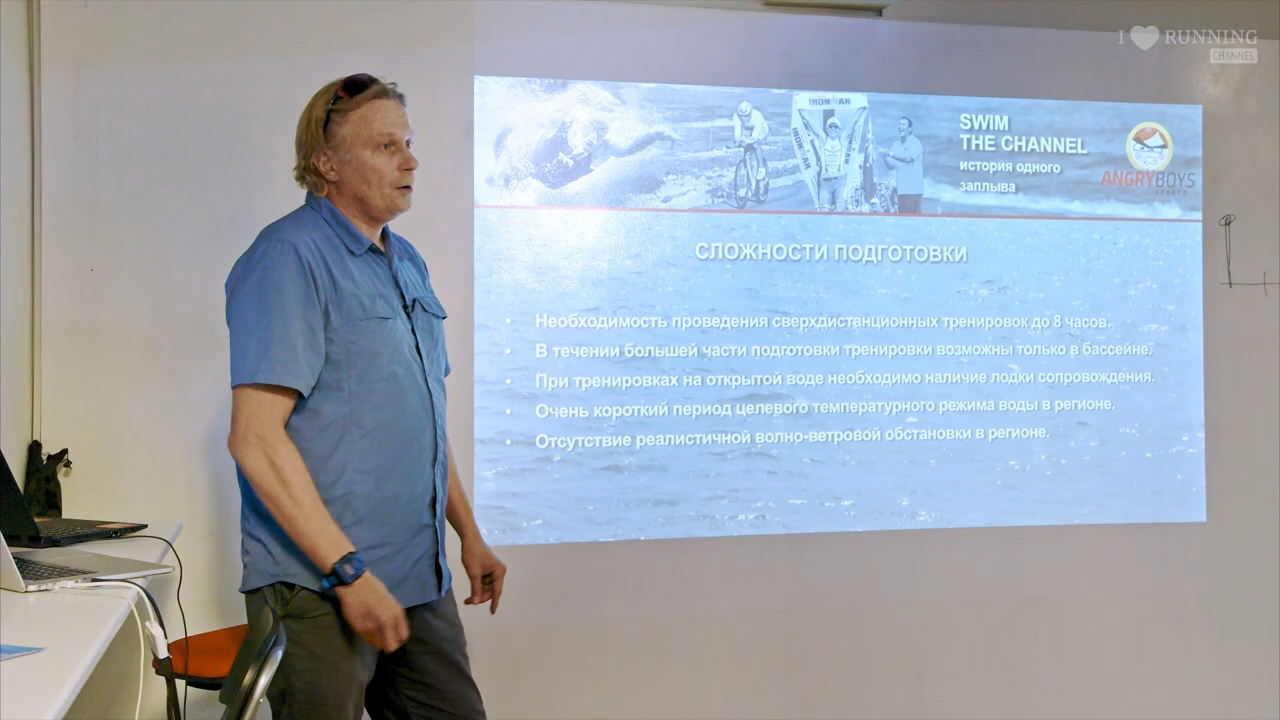 I RUNNING
CHANNEL
IRONMAN
SWIM
THE CHANNEL
история одного
заплыва
ANGRYBOYS
SPORTS
СЛОЖНОСТИ ПОДГОТОВКИ
• Необходимость проведения сверхдистанционных тренировок до 8 часов.
• В течении большей части подготовки тренировки возможны только в бассейне.
• При тренировках на открытой воде необходимо наличие лодки сопровождения.
• Очень короткий период целевого температурного режима воды в регионе.
• Отсутствие реалистичной волно-ветровой обстановки в регионе.